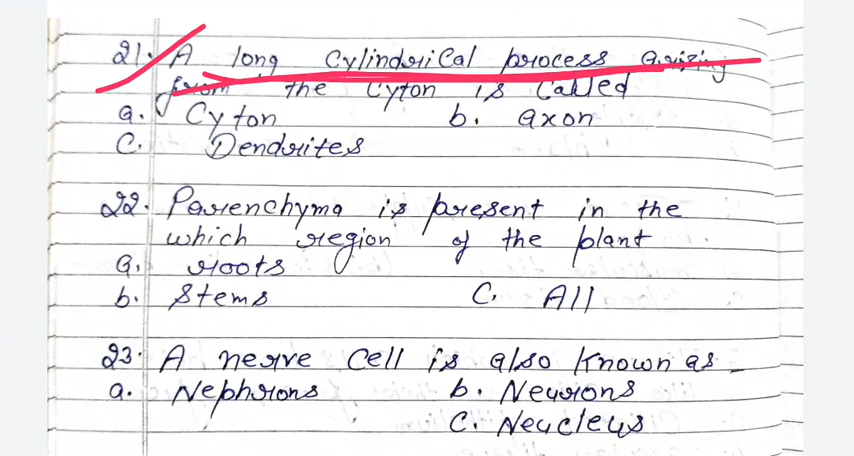 21. A long Cylindrical process arising
from the Cyton is Called
a. Cyton b. axon
C. Dendrites
22. Parenchyma is present in the
which region of the plant
a. roots
b. Stems C. All
23. A nerve Cell is also Known as -
a. Nephrons b. Neurons
C. Neucleus